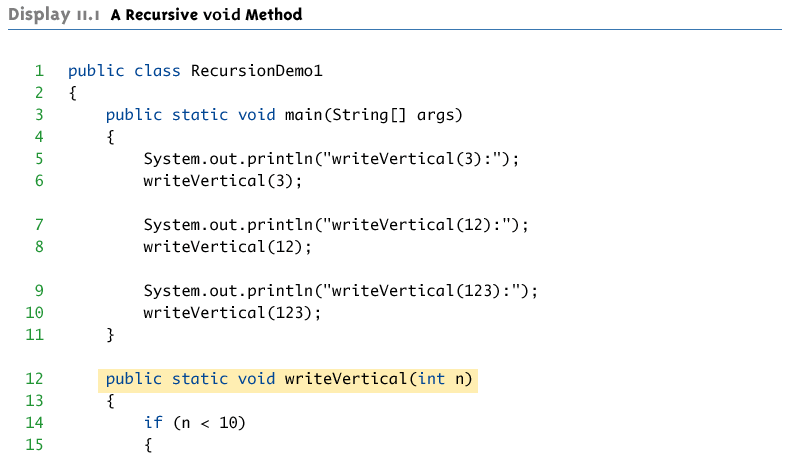 Display 11.1 A Recursive void Method
1 public class RecursionDemo1
2 {
3 public static void main(String[] args)
4 {
5 System.out.println("writeVertical(3):");
6 writeVertical(3);
7 System.out.println("writeVertical(12):");
8 writeVertical(12);
9 System.out.println("writeVertical(123):");
10 writeVertical(123);
11 }
12 public static void writeVertical(int n)
13 {
14 if (n < 10)
15 {